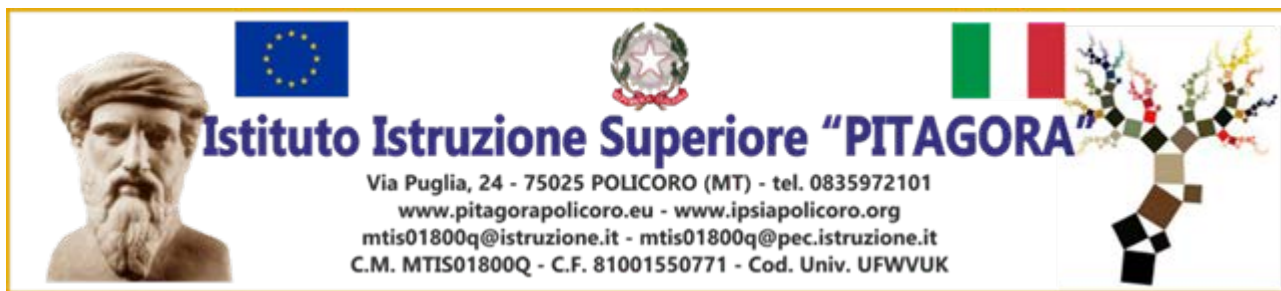 Istituto Istruzione Superiore “PITAGORA”
Via Puglia, 24 - 75025 POLICORO (MT) - tel. 0835972101
www.pitagorapolicoro.eu - www.ipsiapolicoro.org
mtis01800q@istruzione.it - mtis01800q@pec.istruzione.it
C.M. MTIS01800Q - C.F. 81001550771 - Cod. Univ. UFWVUK